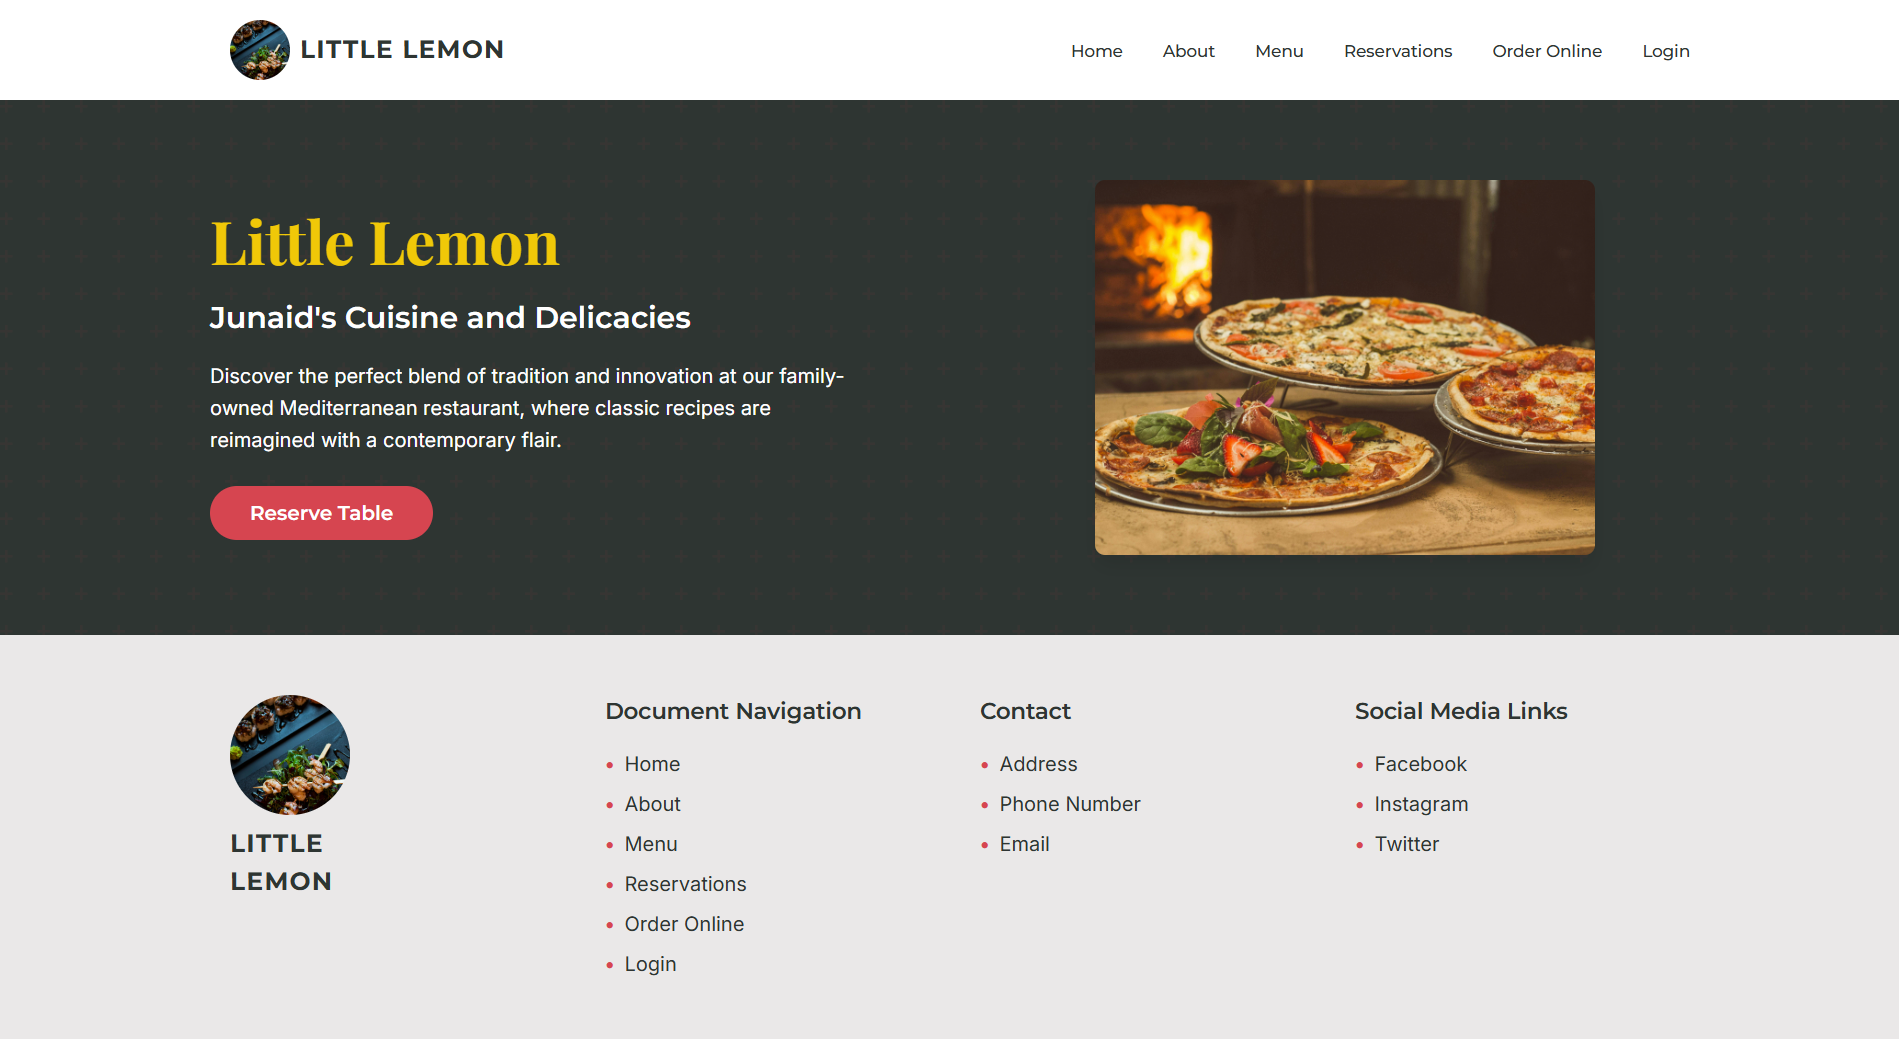 LITTLE LEMON
Home
About
Menu
Reservations
Order Online
Login
Little Lemon
Junaid's Cuisine and Delicacies
Discover the perfect blend of tradition and innovation at our family-
owned Mediterranean restaurant, where classic recipes are
reimagined with a contemporary flair.
Reserve Table
LITTLE
LEMON
Document Navigation
Home
About
Menu
Reservations
Order Online
Login
Contact
Address
Phone Number
Email
Social Media Links
Facebook
Instagram
Twitter